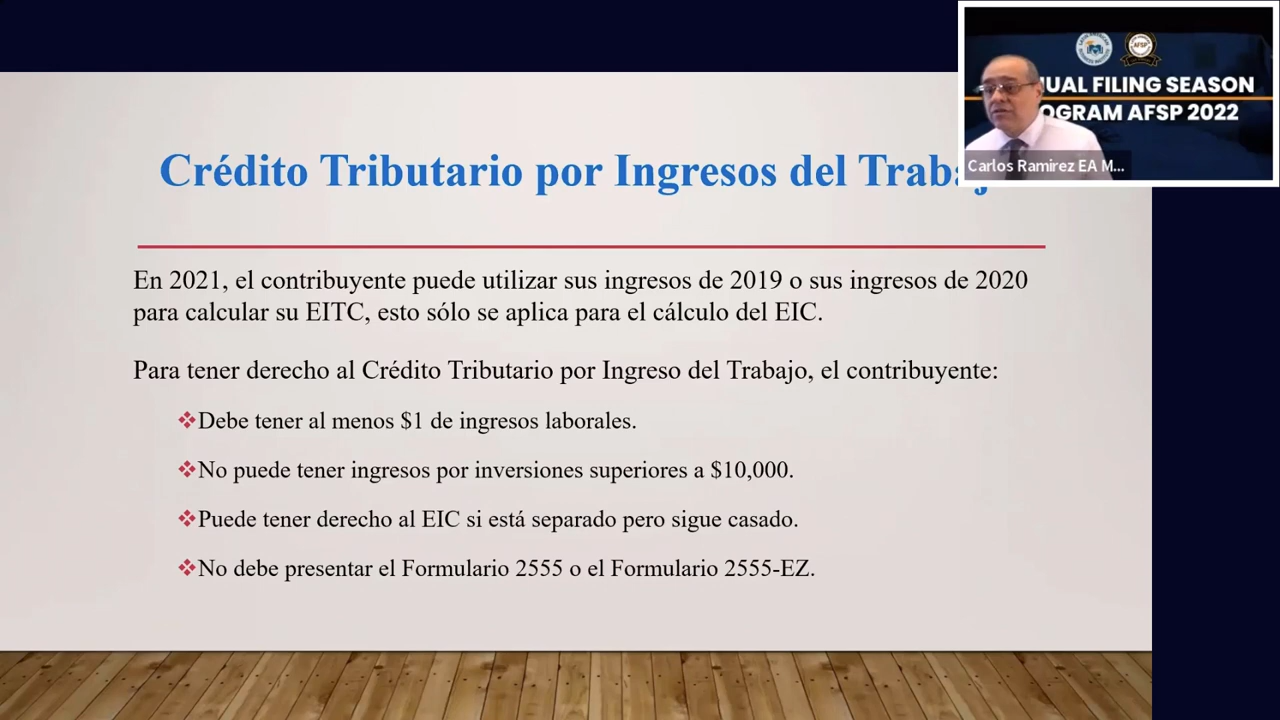 Crédito Tributario por Ingresos del
UAL FILING SEASON
OGRAM AFSP 2022
AFSP
Carlos Ramirez EA M...
En 2021, el contribuyente puede utilizar sus ingresos de 2019 o sus ingresos de 2020
para calcular su EITC, esto sólo se aplica para el cálculo del EIC.
Para tener derecho al Crédito Tributario por Ingreso del Trabajo, el contribuyente:
❖Debe tener al menos $1 de ingresos laborales.
❖No puede tener ingresos por inversiones superiores a $10,000.
❖Puede tener derecho al EIC si está separado pero sigue casado.
❖No debe presentar el Formulario 2555 o el Formulario 2555-EZ.